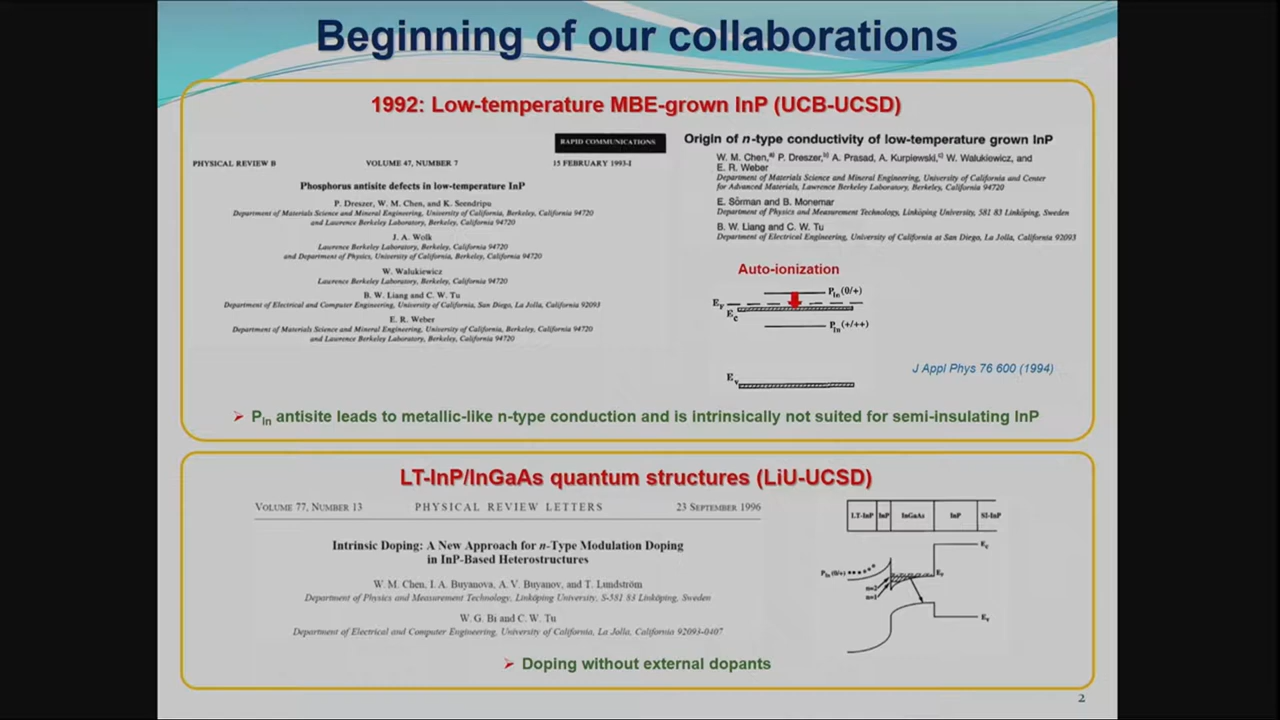 Beginning of our collaborations
1992: Low-temperature MBE-grown InP (UCB-UCSD)
RAPID COMMUNICATIONS
PHYSICAL REVIEW B VOLUME 47, NUMBER 7 15 FEBRUARY 1993-I
Phosphorus antisite defects in low-temperature InP
P. Dreszer, W. M. Chen, and K. Seendripu
Department of Materials Science and Mineral Engineering, University of California, Berkeley, California 94720
and Lawrence Berkeley Laboratory, Berkeley, California 94720
J. A. Wolk
Lawrence Berkeley Laboratory, Berkeley, California 94720
and Department of Physics, University of California, Berkeley, California 94720
W. Walukiewicz
Lawrence Berkeley Laboratory, Berkeley, California 94720
B. W. Liang and C. W. Tu
Department of Electrical and Computer Engineering, University of California, San Diego, La Jolla, California 92093
E. R. Weber
Department of Materials Science and Mineral Engineering, University of California, Berkeley, California 94720
and Lawrence Berkeley Laboratory, Berkeley, California 94720
Origin of n-type conductivity of low-temperature grown InP
W. M. Chen,a) P. Dreszer,b) A. Prasad, A. Kurpiewski,c) W. Walukiewicz, and
E. R. Weber
Department of Materials Science and Mineral Engineering, University of California and Center
for Advanced Materials, Lawrence Berkeley Laboratory, Berkeley, California 94720
E. Sörman and B. Monemar
Department of Physics and Measurement Technology, Linköping University, 581 83 Linköping, Sweden
B. W. Liang and C. W. Tu
Department of Electrical Engineering, University of California at San Diego, La Jolla, California 92093
Auto-ionization
PIn(0/+)
EF
Ec
PIn(+/++)
Ev
J Appl Phys 76 600 (1994)
➢ PIn antisite leads to metallic-like n-type conduction and is intrinsically not suited for semi-insulating InP
LT-InP/InGaAs quantum structures (LiU-UCSD)
VOLUME 77, NUMBER 13 PHYSICAL REVIEW LETTERS 23 SEPTEMBER 1996
Intrinsic Doping: A New Approach for n-Type Modulation Doping
in InP-Based Heterostructures
W. M. Chen, I. A. Buyanova, A. V. Buyanov, and T. Lundström
Department of Physics and Measurement Technology, Linköping University, S-581 83 Linköping, Sweden
W. G. Bi and C. W. Tu
Department of Electrical and Computer Engineering, University of California, La Jolla, California 92093-0407
LT-InP InP InGaAs InP SI-InP
Ec
PIn (0/+)
EF
n=2
n=1
Ev
➢ Doping without external dopants
2